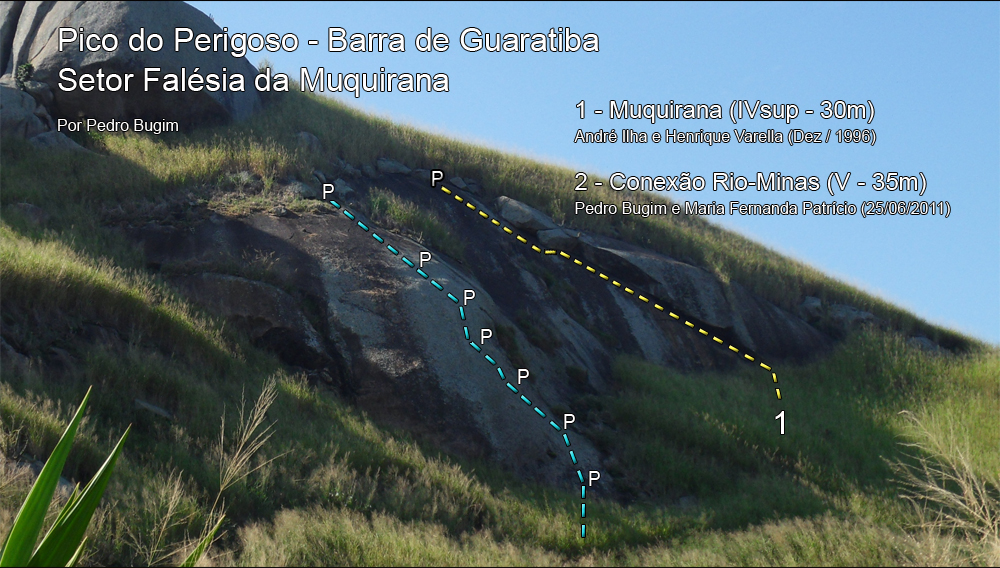 Pico do Perigoso - Barra de Guaratiba
Setor Falésia da Muquirana
Por Pedro Bugim
1 - Muquirana (IVsup - 30m)
André Ilha e Henrique Varella (Dez / 1996)
2 - Conexão Rio-Minas (V - 35m)
Pedro Bugim e Maria Fernanda Patrício (25/06/2011)
P
P
P
P
P
P
P
P
1